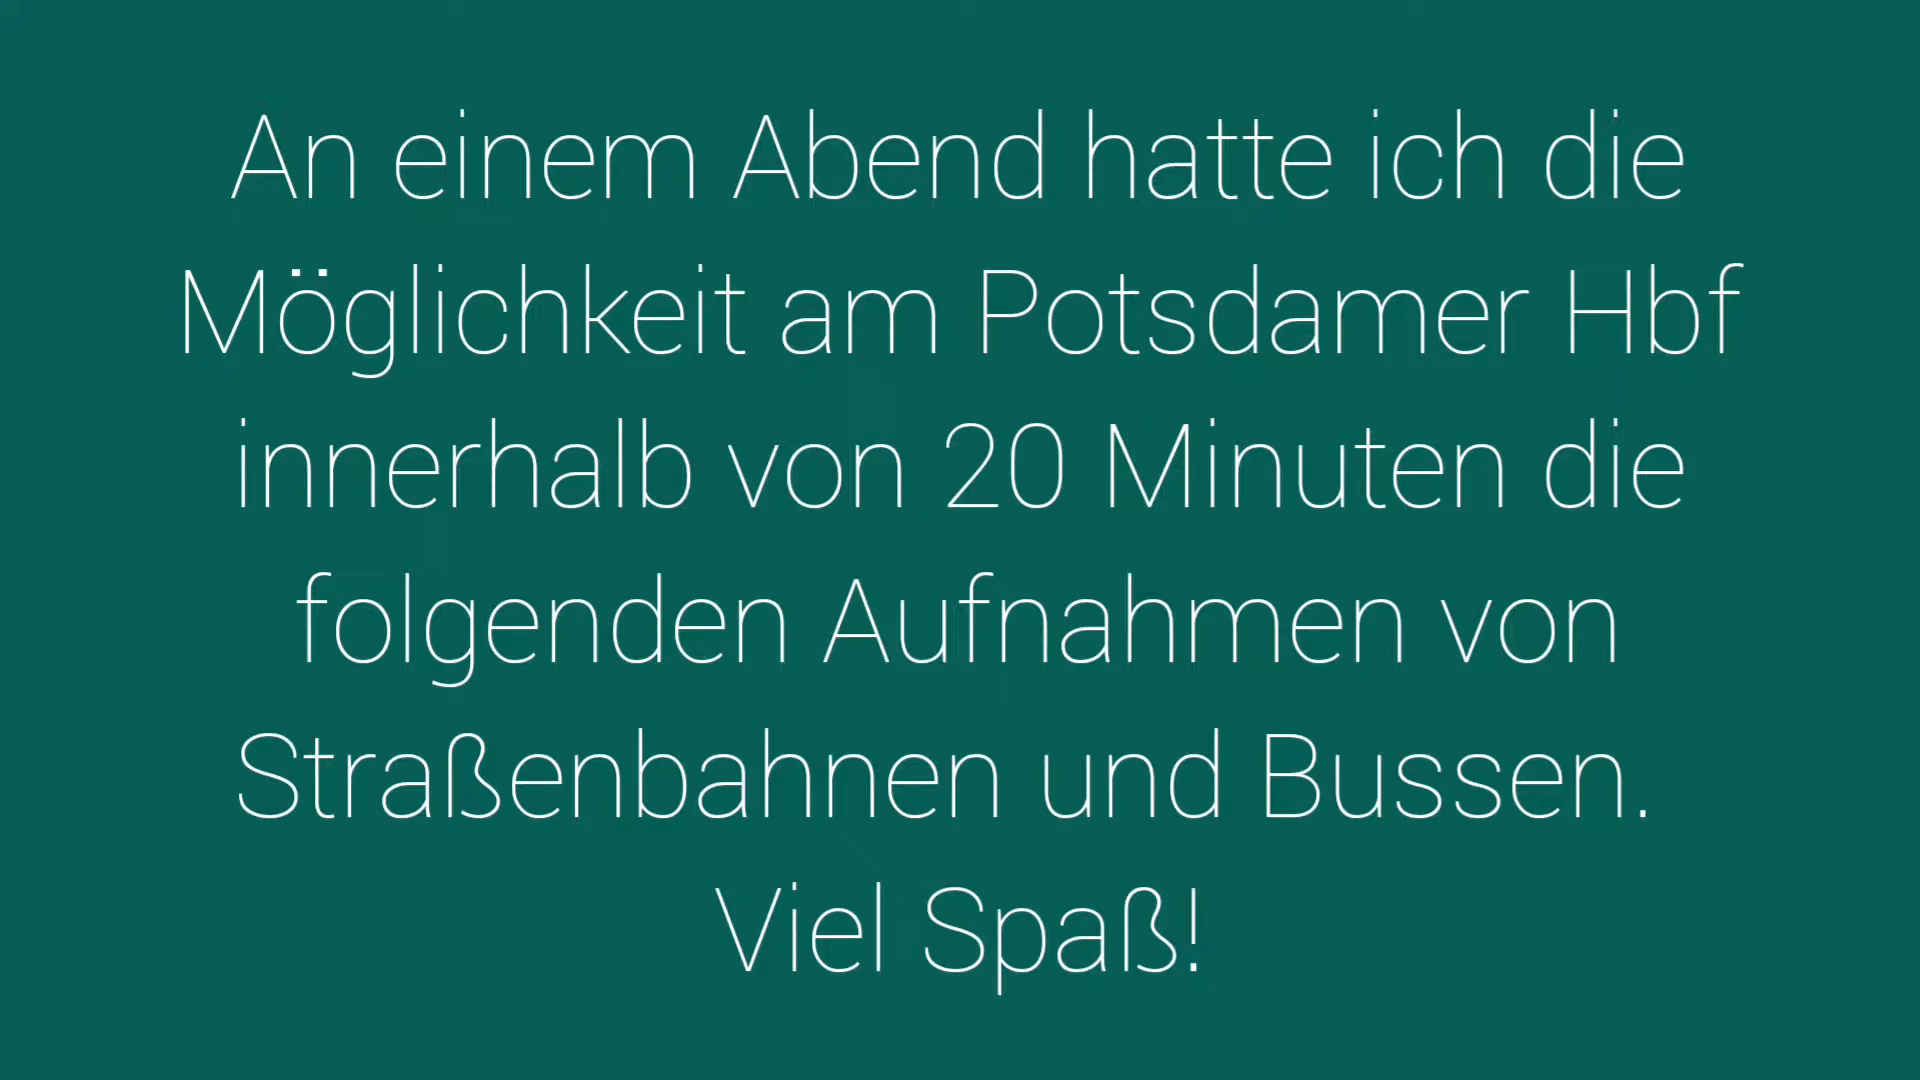 An einem Abend hatte ich die
Möglichkeit am Potsdamer Hbf
innerhalb von 20 Minuten die
folgenden Aufnahmen von
Straßenbahnen und Bussen.
Viel Spaß!